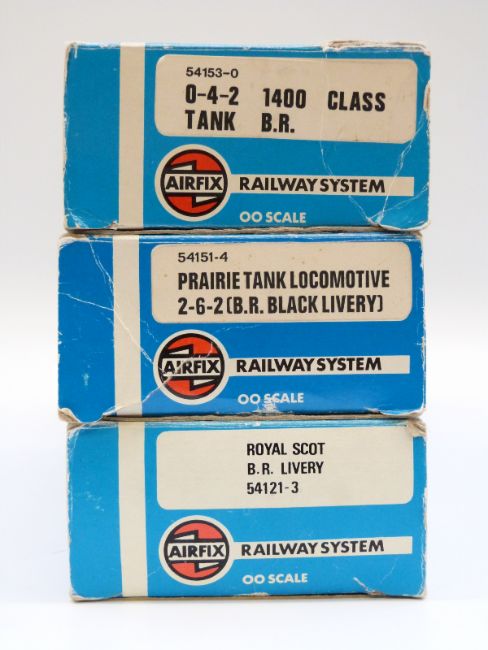 54153-0
0-4-2 1400 CLASS
TANK B.R.
AIRFIX RAILWAY SYSTEM
OO SCALE
54151-4
PRAIRIE TANK LOCOMOTIVE
2-6-2 (B.R. BLACK LIVERY)
AIRFIX RAILWAY SYSTEM
OO SCALE
ROYAL SCOT
B.R. LIVERY
54121-3
AIRFIX RAILWAY SYSTEM
OO SCALE